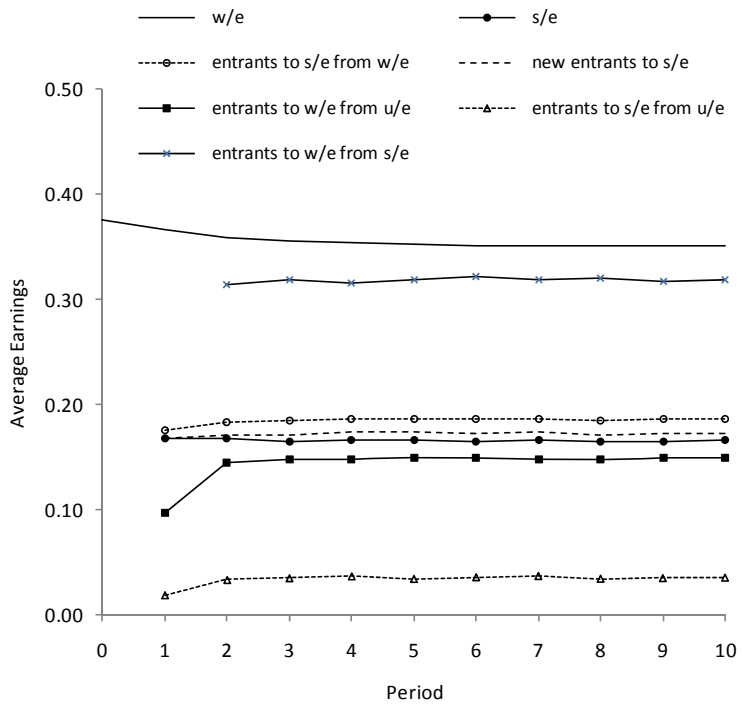 w/e
s/e
entrants to s/e from w/e
new entrants to s/e
entrants to w/e from u/e
entrants to s/e from u/e
entrants to w/e from s/e
0.50
0.40
0.30
0.20
0.10
0.00
Average Earnings
0 1 2 3 4 5 6 7 8 9 10
Period